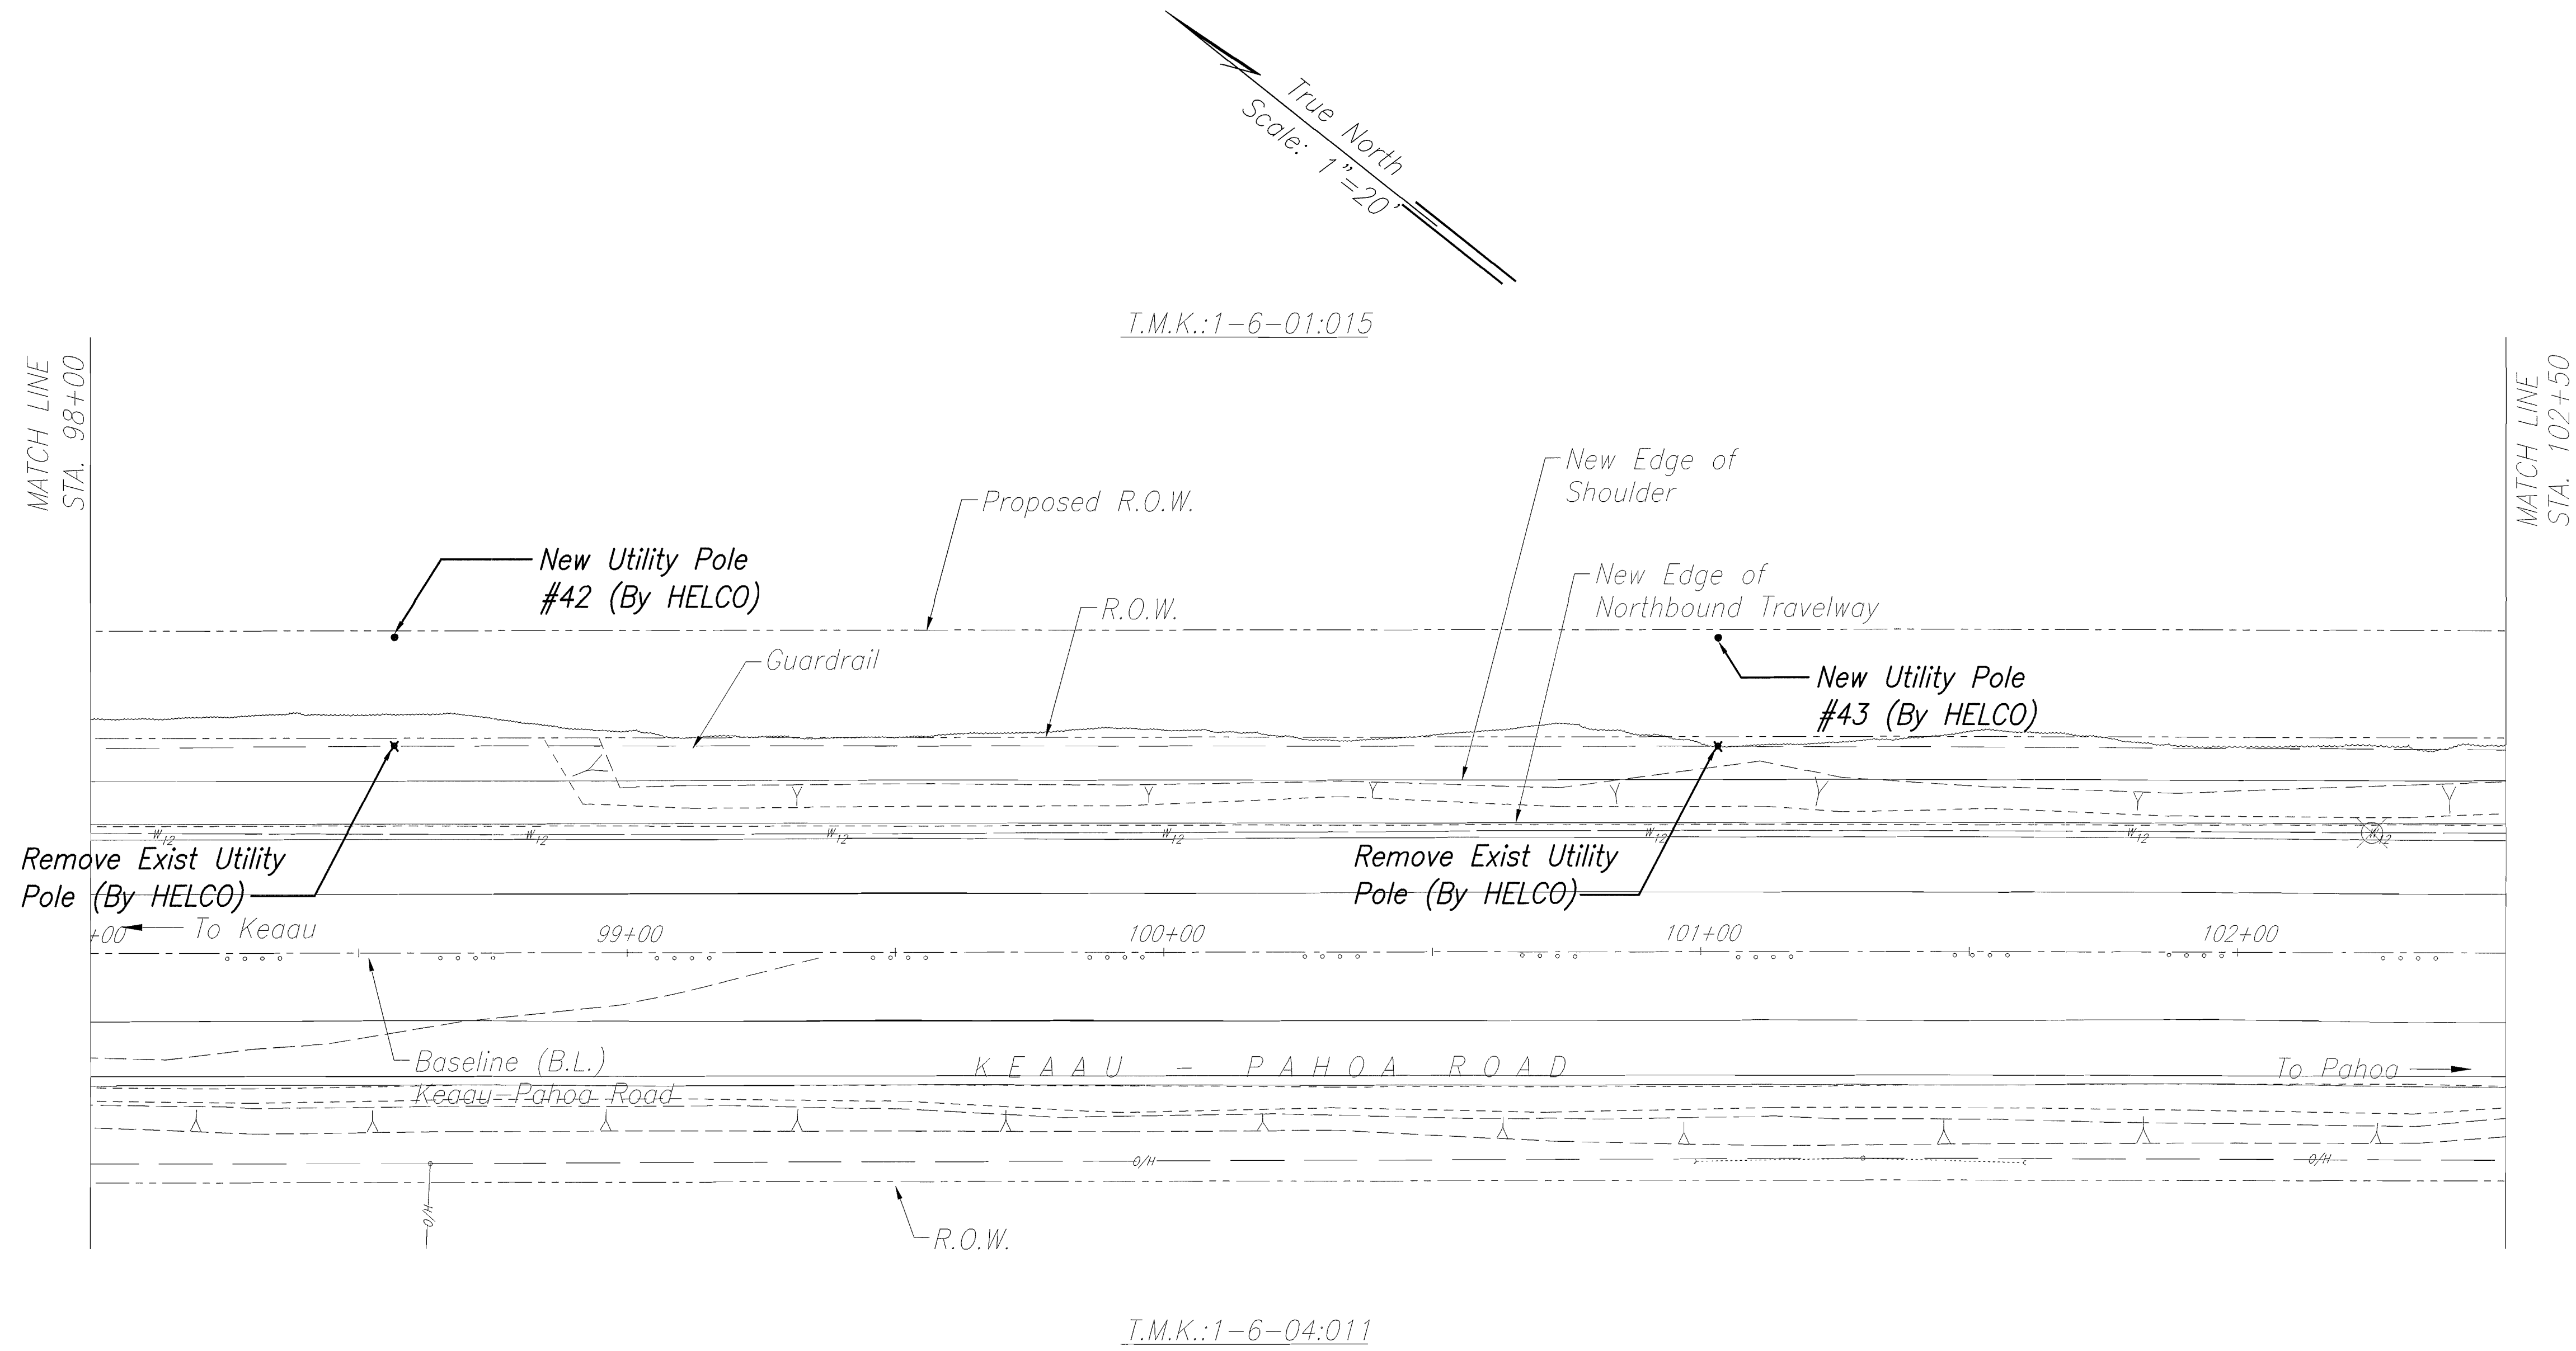 True North
Scale: 1"=20'
T.M.K.:1-6-01:015
MATCH LINE
STA. 98+00
MATCH LINE
STA. 102+50
New Edge of
Shoulder
Proposed R.O.W.
New Utility Pole
#42 (By HELCO)
New Edge of
Northbound Travelway
R.O.W.
Guardrail
New Utility Pole
#43 (By HELCO)
W12
W12
W12
W12
W12
W12
W12
Remove Exist Utility
Pole (By HELCO)
Remove Exist Utility
Pole (By HELCO)
+00
To Keaau
99+00
100+00
101+00
102+00
Baseline (B.L.)
Keaau-Pahoa Road
KEAAU - PAHOA ROAD
To Pahoa
O/H
O/H
O/H
R.O.W.
T.M.K.:1-6-04:011